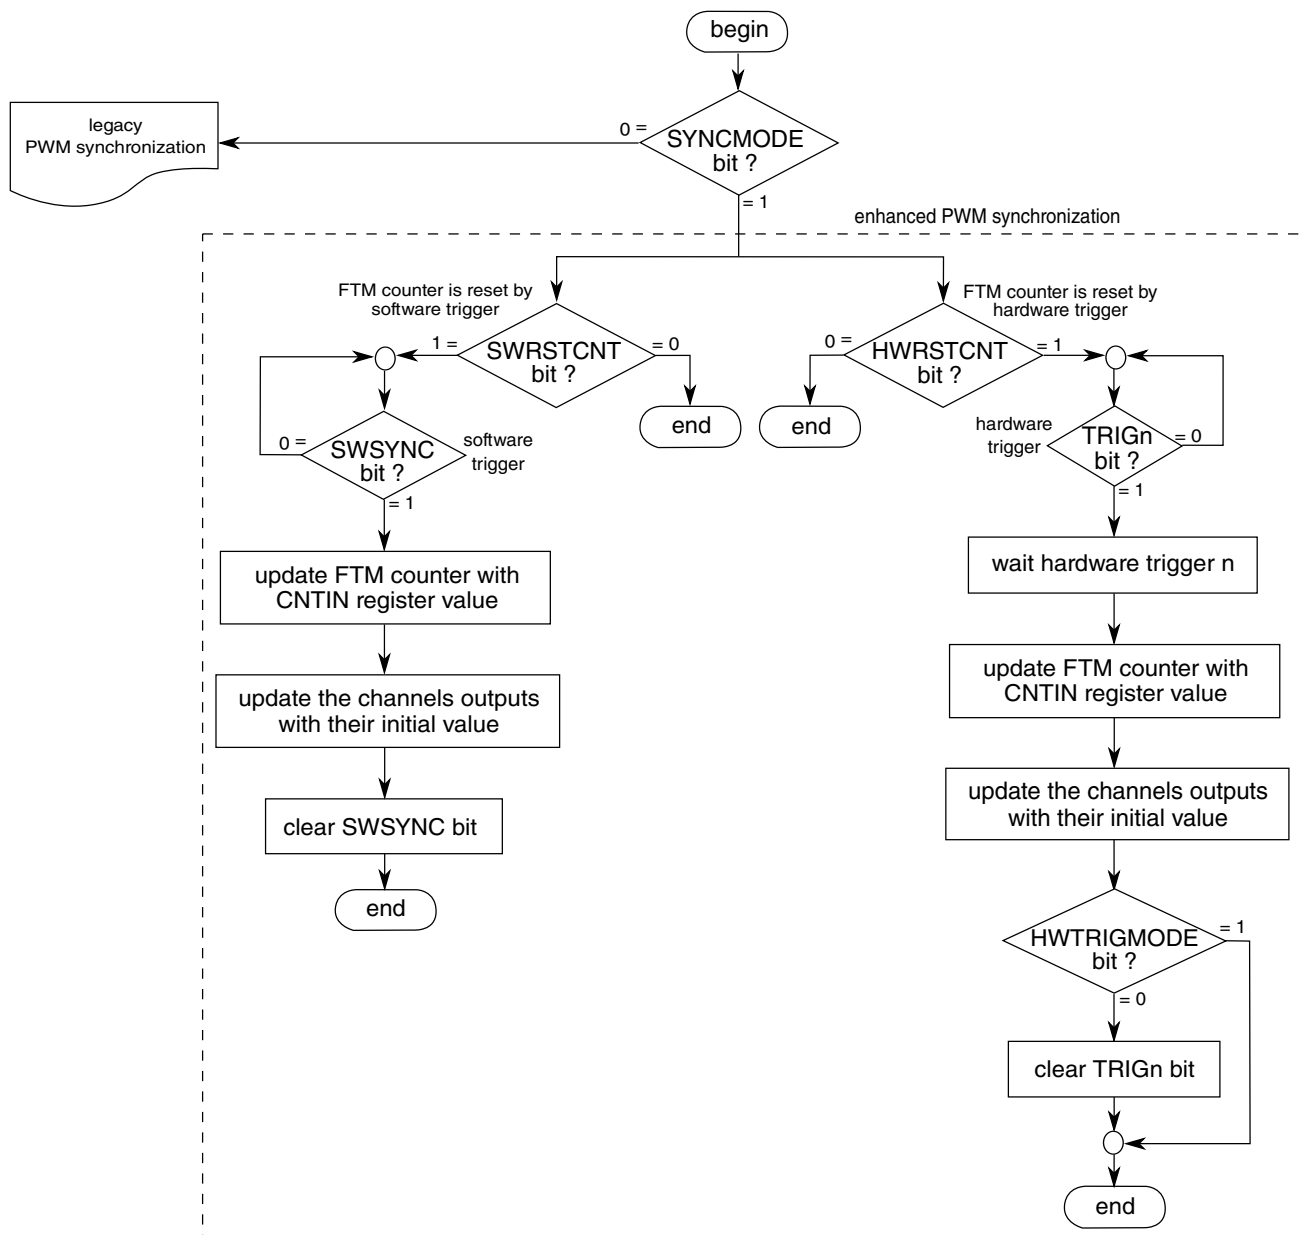 begin
legacy
PWM synchronization
0 =
SYNCMODE
bit ?
= 1
enhanced PWM synchronization
FTM counter is reset by
software trigger
FTM counter is reset by
hardware trigger
1 =
SWRSTCNT
bit ?
= 0
0 =
HWRSTCNT
bit ?
= 1
end
end
0 =
SWSYNC
bit ?
software
trigger
= 1
hardware
trigger
TRIGn
bit ?
= 0
= 1
update FTM counter with
CNTIN register value
wait hardware trigger n
update the channels outputs
with their initial value
update FTM counter with
CNTIN register value
clear SWSYNC bit
update the channels outputs
with their initial value
end
HWTRIGMODE
bit ?
= 1
= 0
clear TRIGn bit
end